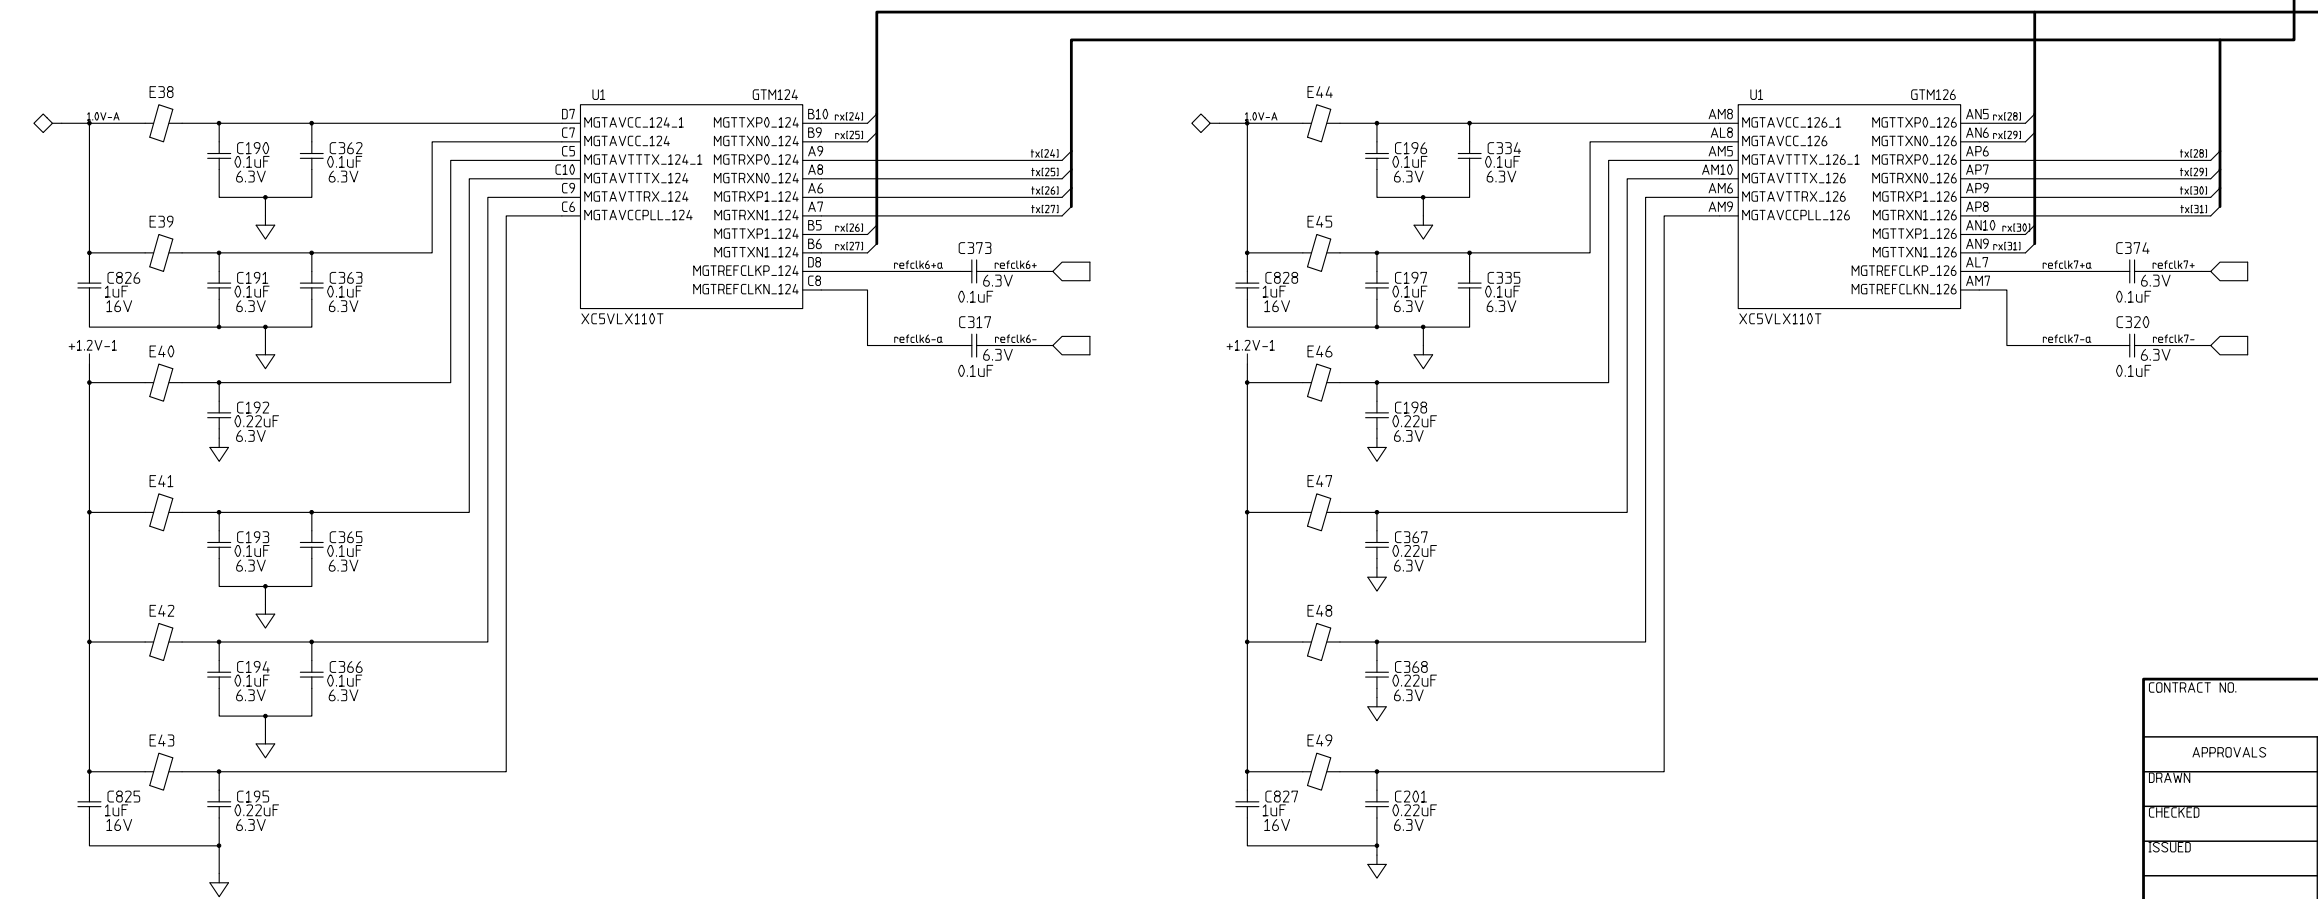 E38
1.0V-A
C190
0.1uF
6.3V
C362
0.1uF
6.3V
E39
C826
1uF
16V
C191
0.1uF
6.3V
C363
0.1uF
6.3V
+1.2V-1
E40
C192
0.22uF
6.3V
E41
C193
0.1uF
6.3V
C365
0.1uF
6.3V
E42
C194
0.1uF
6.3V
C366
0.1uF
6.3V
E43
C825
1uF
16V
C195
0.22uF
6.3V
U1 GTM124
D7 MGTAVCC_124_1 MGTTXP0_124 B10 rx[24]
C7 MGTAVCC_124 MGTTXN0_124 B9 rx[25]
C5 MGTAVTTTX_124_1 MGTRXP0_124 A9 tx[24]
C10 MGTAVTTTX_124 MGTRXN0_124 A8 tx[25]
C9 MGTAVTTRX_124 MGTRXP1_124 A6 tx[26]
C6 MGTAVCCPLL_124 MGTRXN1_124 A7 tx[27]
MGTTXP1_124 B5 rx[26]
MGTTXN1_124 B6 rx[27]
MGTREFCLKP_124 D8 refclk6+a refclk6+
MGTREFCLKN_124 C8
XC5VLX110T
C373
6.3V
0.1uF
C317
refclk6-a refclk6-
6.3V
0.1uF
E44
1.0V-A
C196
0.1uF
6.3V
C334
0.1uF
6.3V
E45
C828
1uF
16V
C197
0.1uF
6.3V
C335
0.1uF
6.3V
+1.2V-1
E46
C198
0.22uF
6.3V
E47
C367
0.22uF
6.3V
E48
C368
0.22uF
6.3V
E49
C827
1uF
16V
C201
0.22uF
6.3V
U1 GTM126
AM8 MGTAVCC_126_1 MGTTXP0_126 AN5 rx[28]
AL8 MGTAVCC_126 MGTTXN0_126 AN6 rx[29]
AM5 MGTAVTTTX_126_1 MGTRXP0_126 AP6 tx[28]
AM10 MGTAVTTTX_126 MGTRXN0_126 AP7 tx[29]
AM6 MGTAVTTRX_126 MGTRXP1_126 AP9 tx[30]
AM9 MGTAVCCPLL_126 MGTRXN1_126 AP8 tx[31]
MGTTXP1_126 AN10 rx[30]
MGTTXN1_126 AN9 rx[31]
MGTREFCLKP_126 AL7 refclk7+a refclk7+
MGTREFCLKN_126 AM7
XC5VLX110T
C374
6.3V
0.1uF
C320
refclk7-a refclk7-
6.3V
0.1uF
CONTRACT NO.
APPROVALS
DRAWN
CHECKED
ISSUED